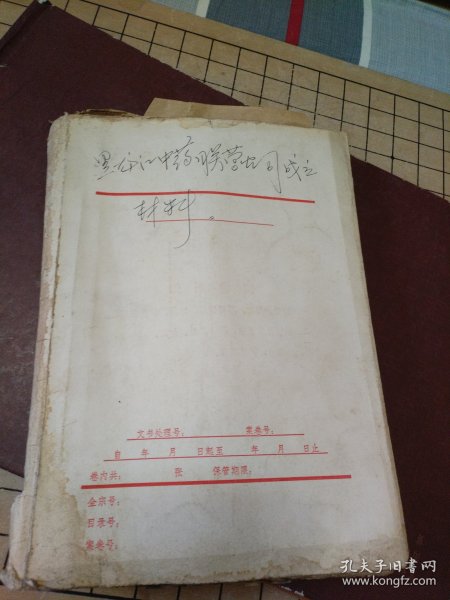 黑龙江中药联营公司成立
材料。
文书处理号： 案卷号：
自 年 月 日起至 年 月 日止
卷内共： 张 保管期限：
全宗号：
目录号：
案卷号：
孔夫子旧书网
www.kongfz.com